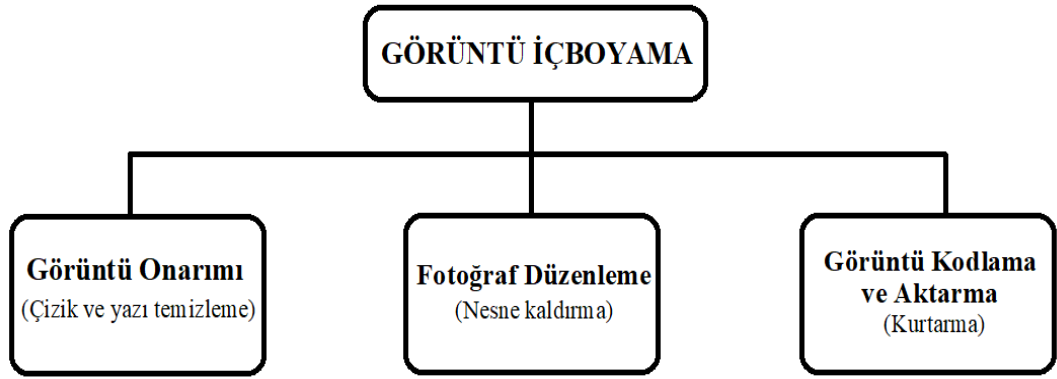 GÖRÜNTÜ İÇBOYAMA
Görüntü Onarımı
(Çizik ve yazı temizleme)
Fotoğraf Düzenleme
(Nesne kaldırma)
Görüntü Kodlama
ve Aktarma
(Kurtarma)